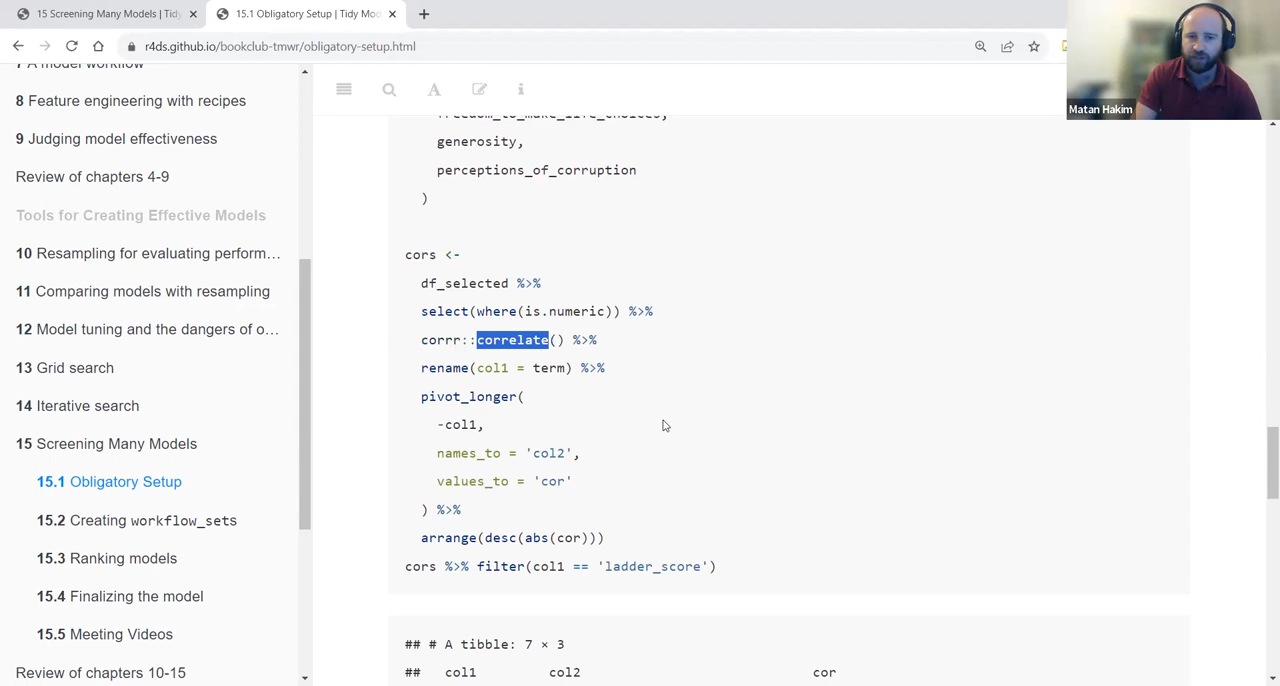 15 Screening Many Models | Tidy
15.1 Obligatory Setup | Tidy Mod
r4ds.github.io/bookclub-tmwr/obligatory-setup.html
Matan Hakim
7 A model workflow
8 Feature engineering with recipes
9 Judging model effectiveness
Review of chapters 4-9
Tools for Creating Effective Models
10 Resampling for evaluating perform…
11 Comparing models with resampling
12 Model tuning and the dangers of o…
13 Grid search
14 Iterative search
15 Screening Many Models
15.1 Obligatory Setup
15.2 Creating workflow_sets
15.3 Ranking models
15.4 Finalizing the model
15.5 Meeting Videos
Review of chapters 10-15
freedom_to_make_life_choices,
generosity,
perceptions_of_corruption
)
cors <-
df_selected %>%
select(where(is.numeric)) %>%
corrr::correlate() %>%
rename(col1 = term) %>%
pivot_longer(
-col1,
names_to = 'col2',
values_to = 'cor'
) %>%
arrange(desc(abs(cor)))
cors %>% filter(col1 == 'ladder_score')
## # A tibble: 7 × 3
## col1 col2 cor